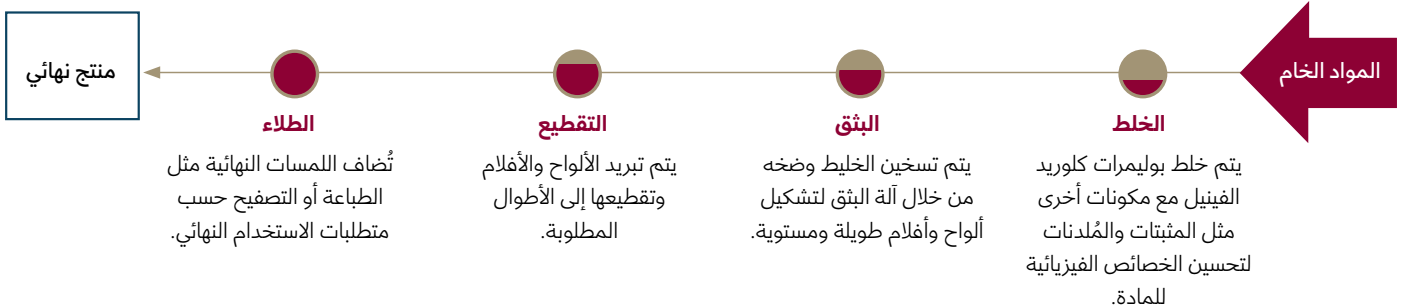 المواد الخام
الخلط
يتم خلط بوليمرات كلوريد
الفينيل مع مكونات أخرى
مثل المثبتات والمُلدنات
لتحسين الخصائص الفيزيائية
للمادة.
البثق
يتم تسخين الخليط وضخه
من خلال آلة البثق لتشكيل
ألواح وأفلام طويلة ومستوية.
التقطيع
يتم تبريد الألواح والأفلام
وتقطيعها إلى الأطوال
المطلوبة.
الطلاء
تُضاف اللمسات النهائية مثل
الطباعة أو التصفيح حسب
متطلبات الاستخدام النهائي.
منتج نهائي